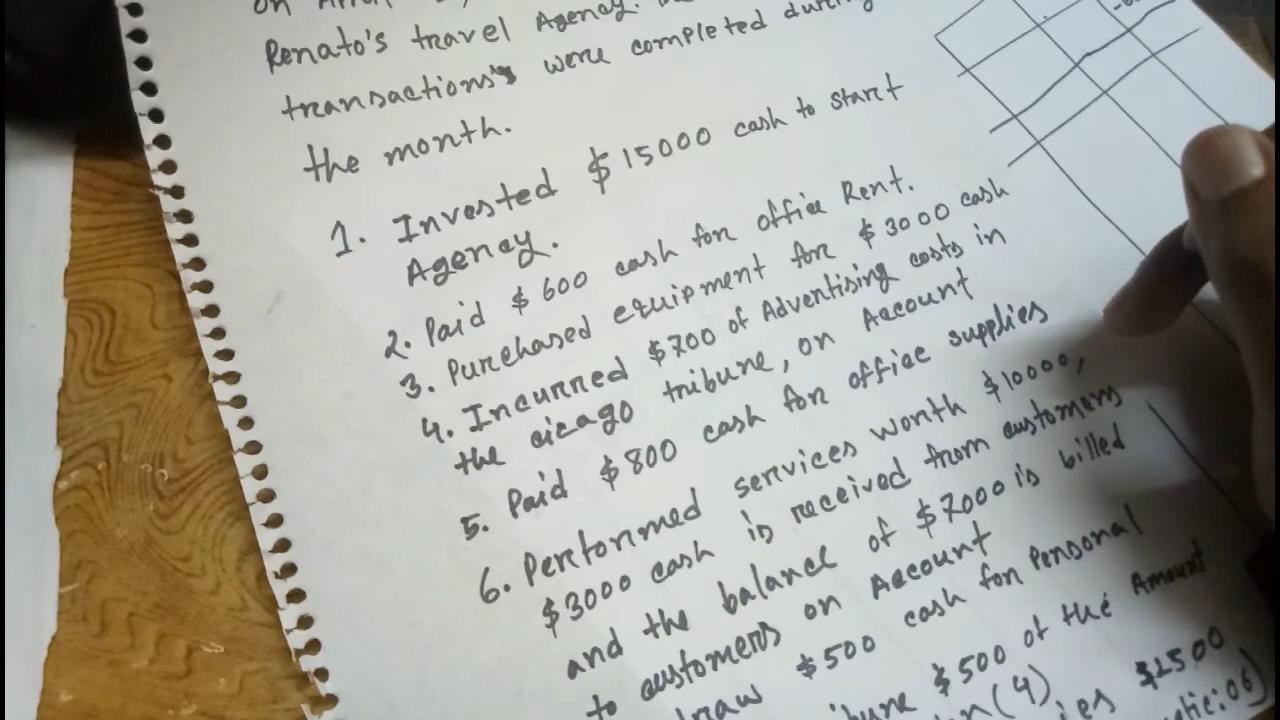 Renato's travel Agency.
transactions were completed during
the month.
1. Invested $15000 cash to start
Agency.
2. Paid $600 cash for office Rent.
3. Purchased equipment for $3000 cash
4. Incurred $700 of Advertising costs in
the cicago tribune, on Account
5. Paid $800 cash for office supplies
6. Performed services worth $10000,
$3000 cash is received from customers
and the balance of $7000 is billed
to customers on Account
$500 cash for Personal
$500 of the Amount
(4)
$2500